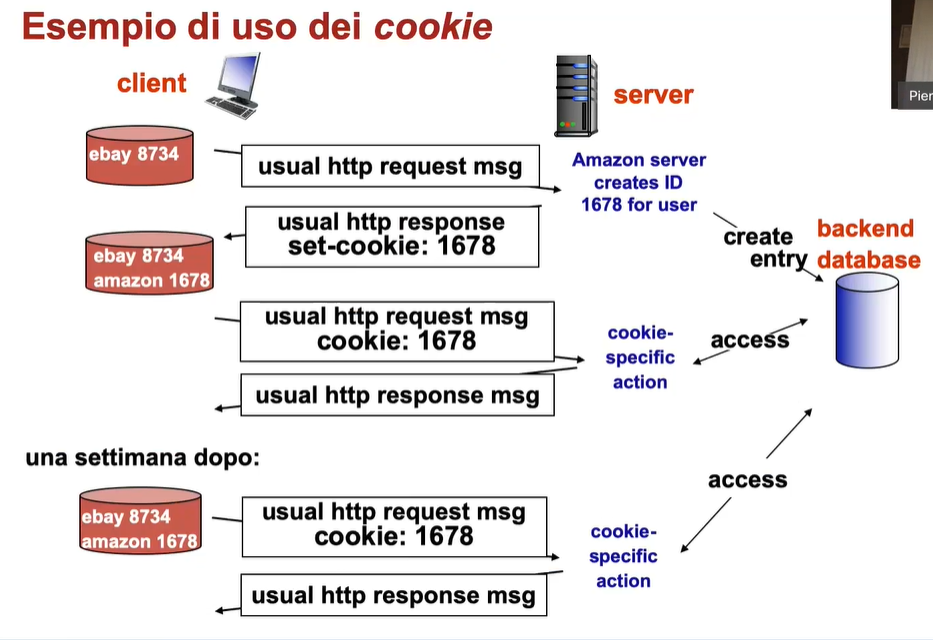 Esempio di uso dei cookie
client
server
Pier
ebay 8734
usual http request msg
Amazon server
creates ID
1678 for user
usual http response
set-cookie: 1678
create
entry
backend
database
ebay 8734
amazon 1678
usual http request msg
cookie: 1678
cookie-
specific
action
access
usual http response msg
una settimana dopo:
access
ebay 8734
amazon 1678
usual http request msg
cookie: 1678
cookie-
specific
action
usual http response msg